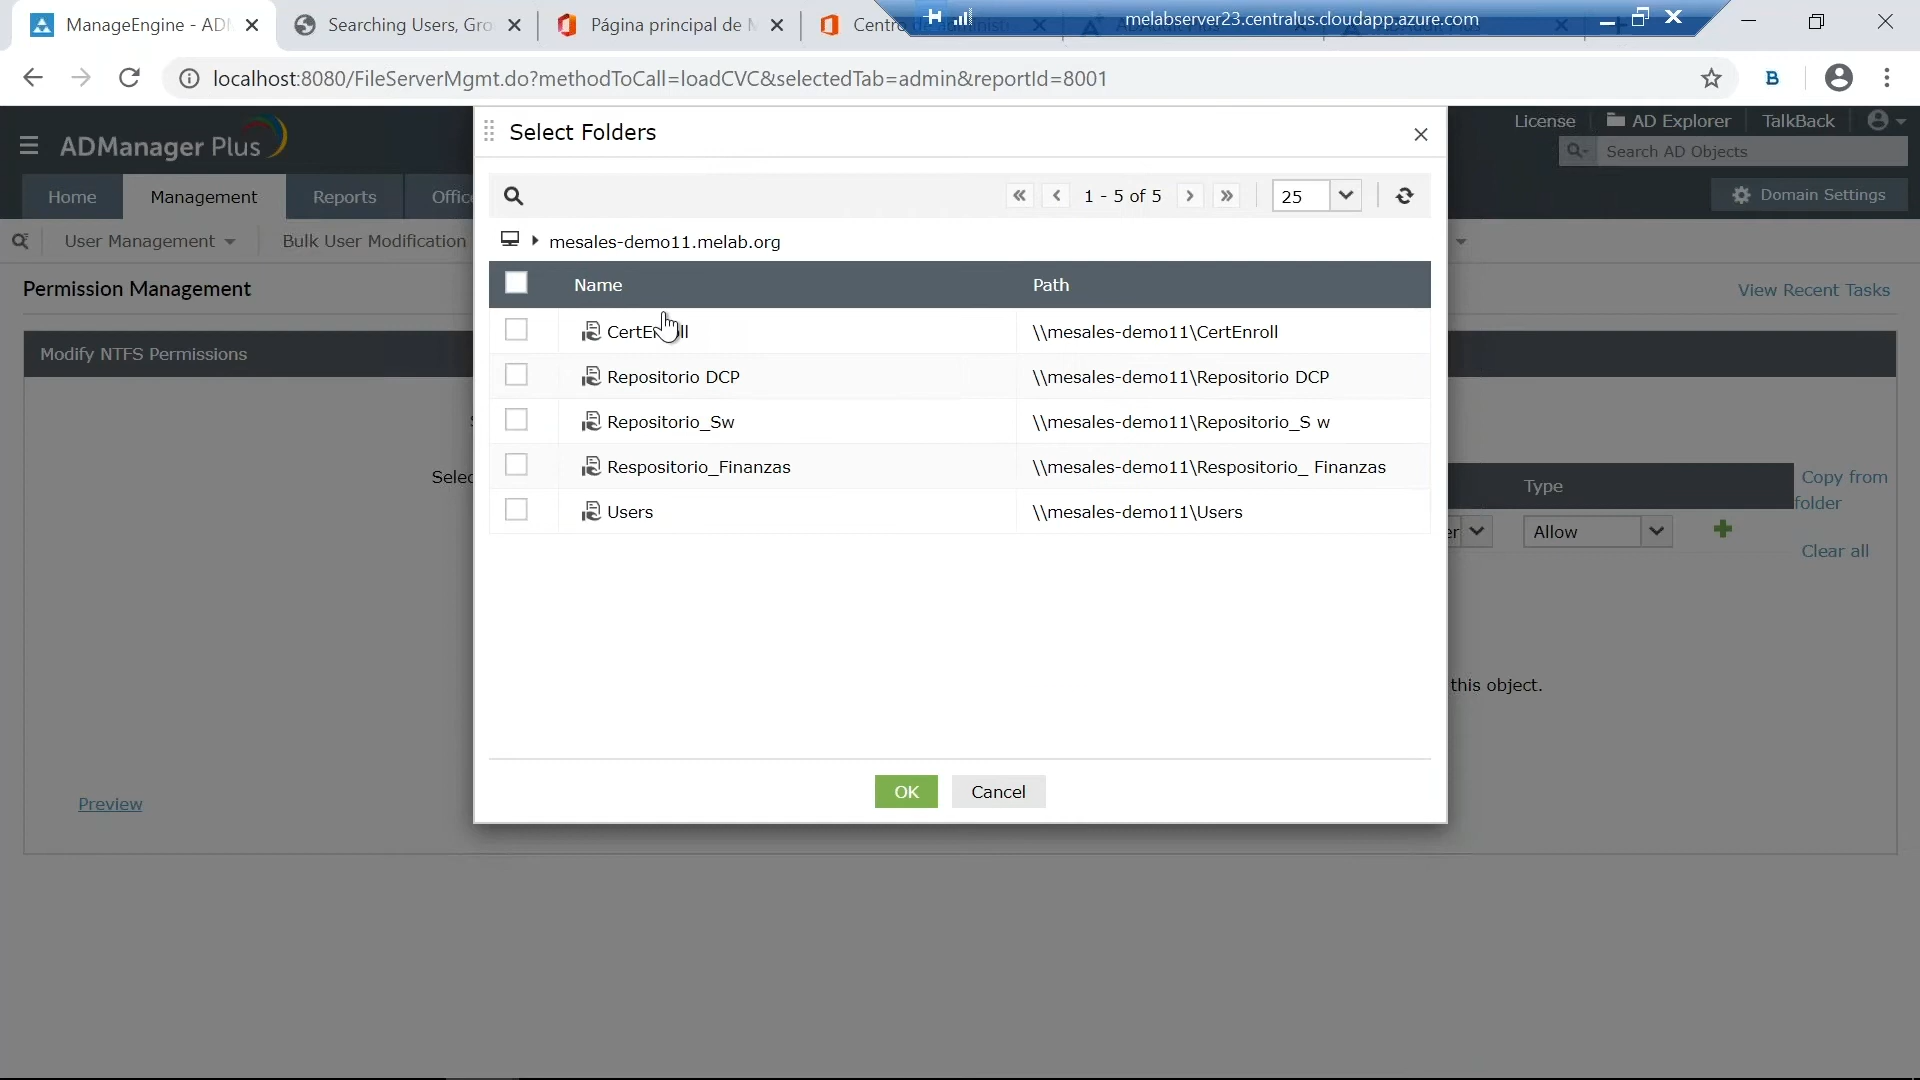 ManageEngine - AD
Searching Users, Gro
Página principal de M
Centro
melabserver23.centralus.cloudapp.azure.com
localhost:8080/FileServerMgmt.do?methodToCall=loadCVC&selectedTab=admin&reportId=8001
B
ADManager Plus
Select Folders
License
AD Explorer
TalkBack
Search AD Objects
Home
Management
Reports
Offic
1 - 5 of 5
25
Domain Settings
User Management
Bulk User Modification
mesales-demo11.melab.org
Permission Management
View Recent Tasks
Name Path
Modify NTFS Permissions
\\mesales-demo11\CertEnroll
Repositorio DCP \\mesales-demo11\Repositorio DCP
Repositorio_Sw \\mesales-demo11\Repositorio_S w
Respositorio_Finanzas \\mesales-demo11\Respositorio_ Finanzas
Users \\mesales-demo11\Users
Selec
Type
Copy from
folder
er
Allow
Clear all
this object.
Preview
OK
Cancel